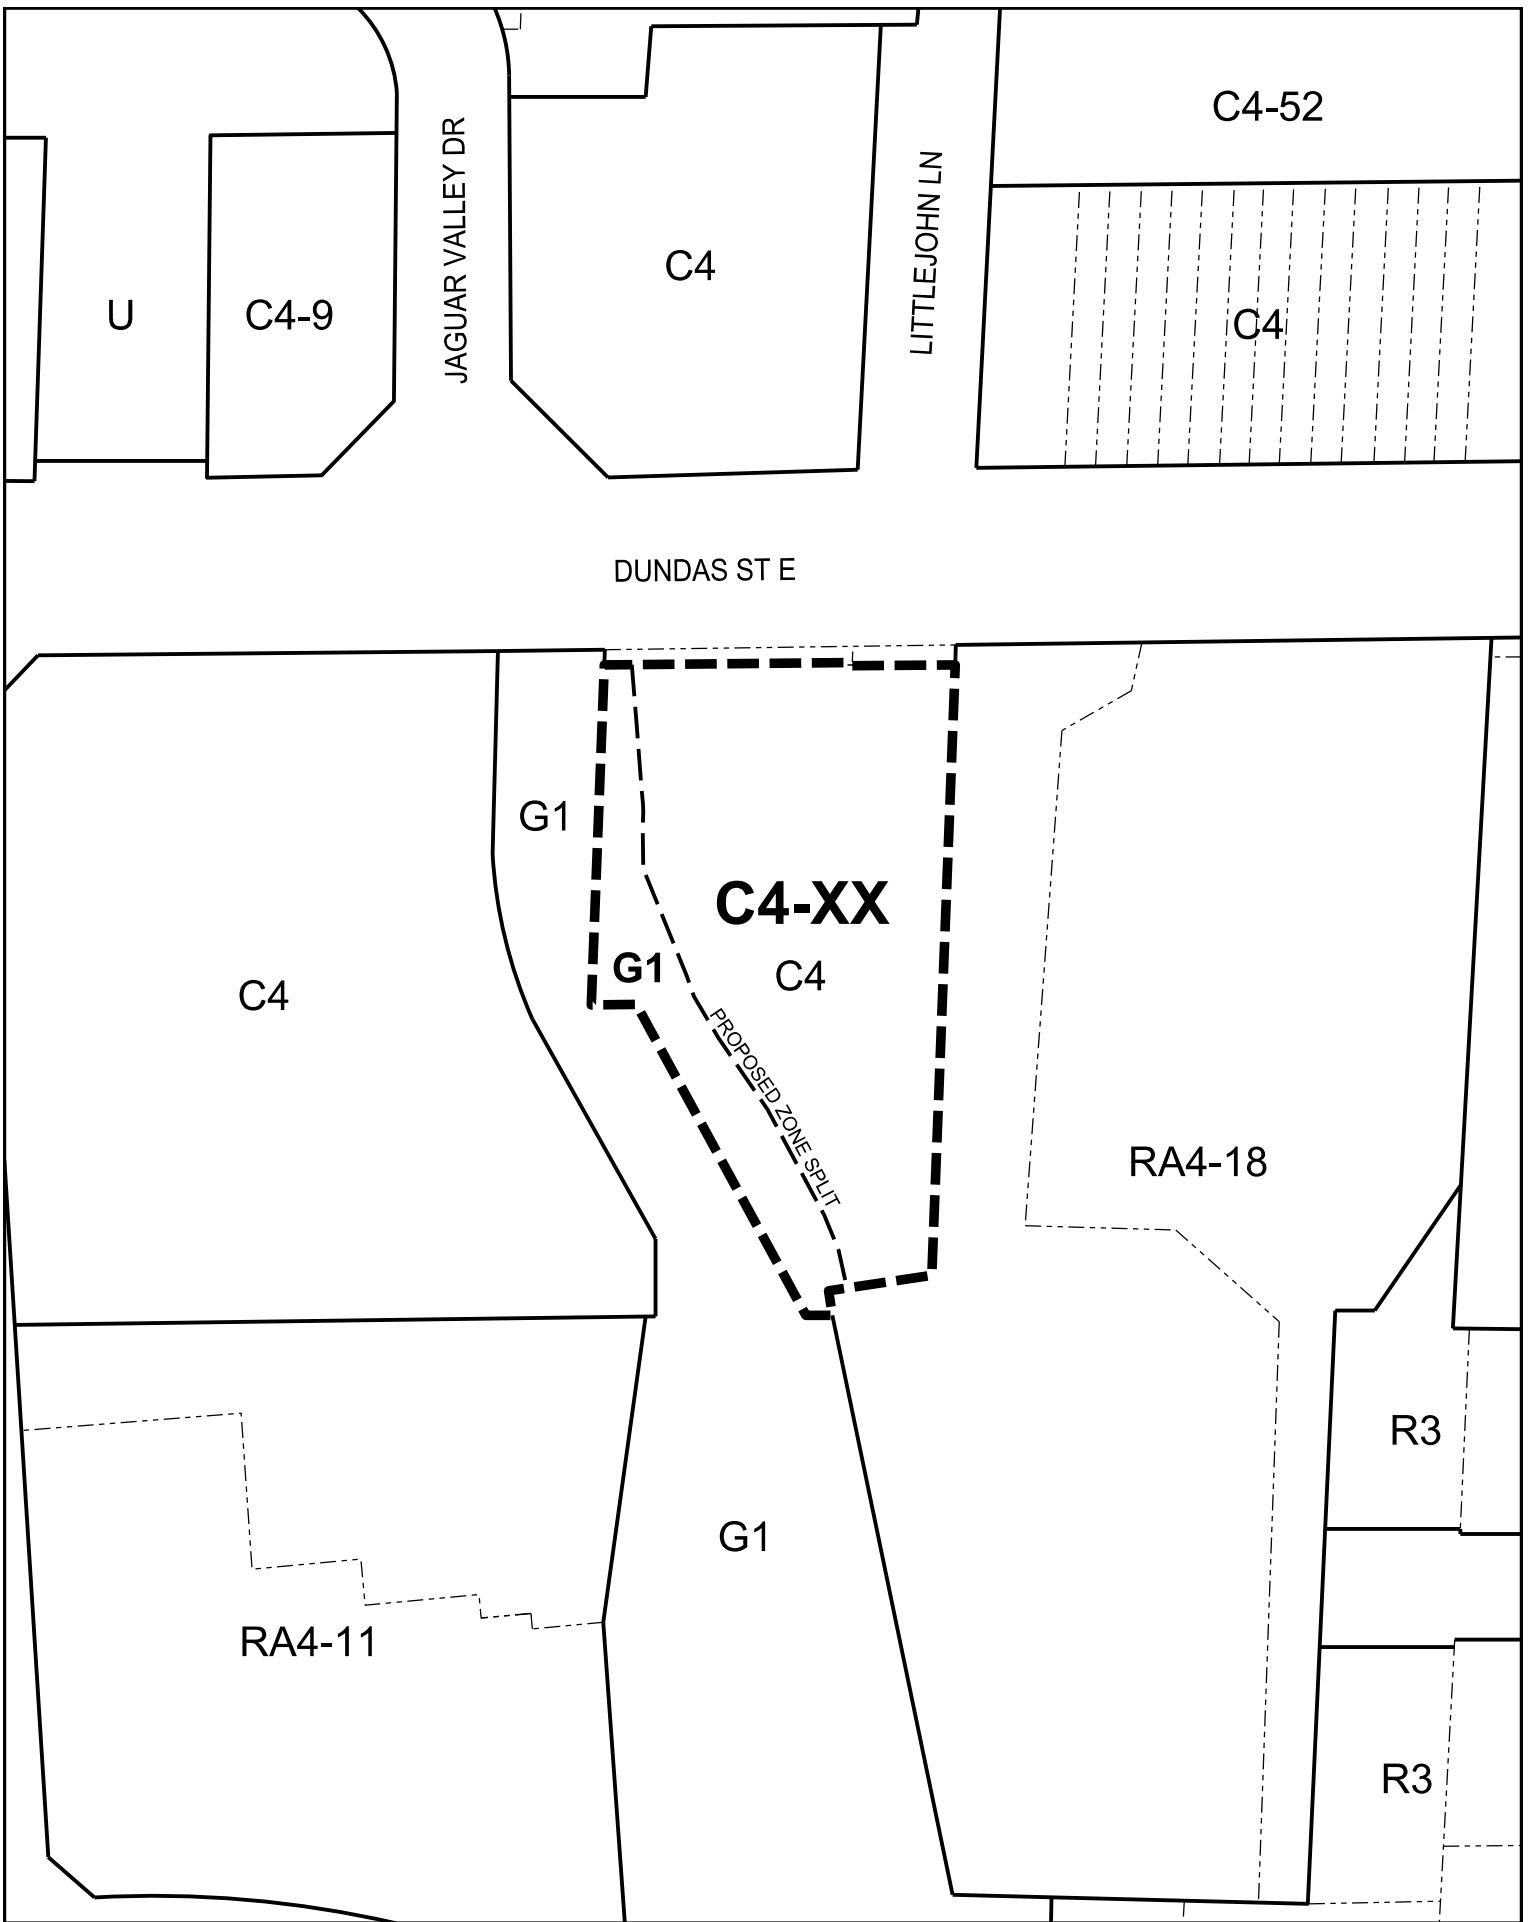 C4-52
JAGUAR VALLEY DR
LITTLEJOHN LN
C4
U
C4-9
C4
DUNDAS ST E
G1
C4-XX
G1
C4
C4
PROPOSED ZONE SPLIT
RA4-18
R3
G1
RA4-11
R3